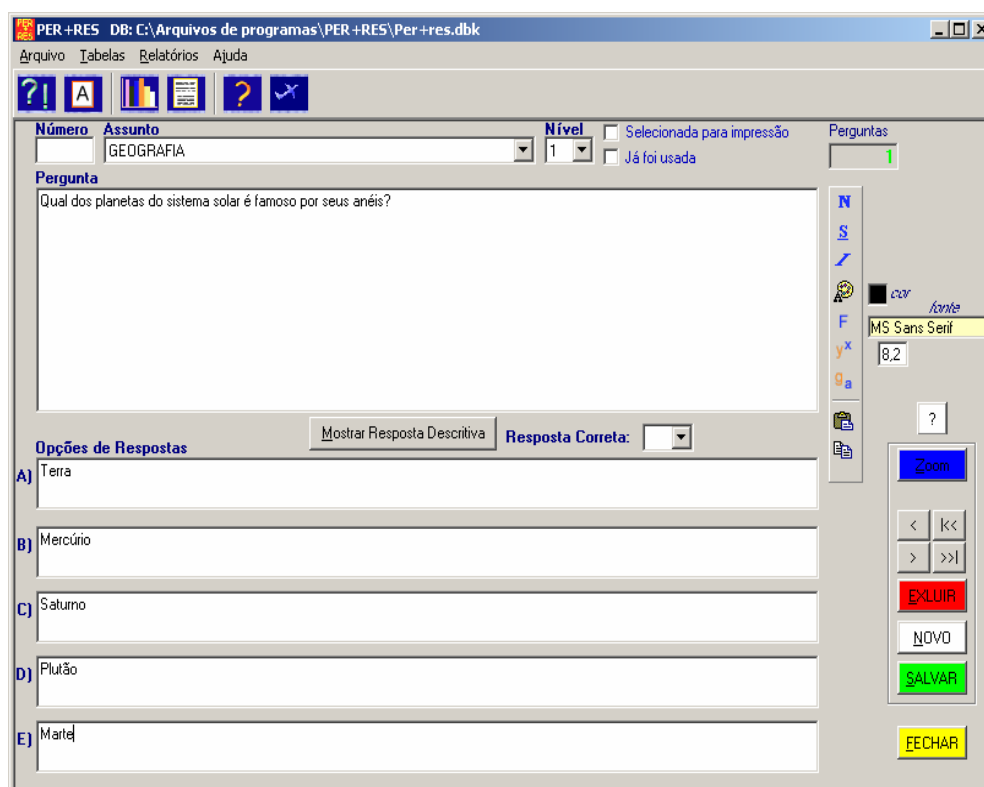 PER+RES DB: C:\Arquivos de programas\PER+RES\Per+res.dbk
Arquivo Tabelas Relatórios Ajuda
?! A ?
Número Assunto Nível Selecionada para impressão Perguntas
GEOGRAFIA 1 Já foi usada 1
Pergunta
Qual dos planetas do sistema solar é famoso por seus anéis?
N
S
I
cor
fonte
F
MS Sans Serif
yx
8,2
ga
?
Mostrar Resposta Descritiva Resposta Correta:
Opções de Respostas
Zoom
A) Terra
< |<<
B) Mercúrio
> >>|
EXLUIR
C) Saturno
NOVO
D) Plutão
SALVAR
E) Marte
FECHAR